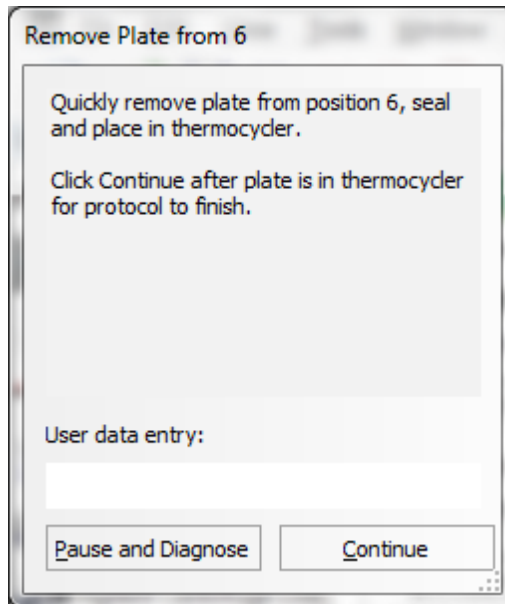 Remove Plate from 6
Quickly remove plate from position 6, seal
and place in thermocycler.
Click Continue after plate is in thermocycler
for protocol to finish.
User data entry:
Pause and Diagnose
Continue